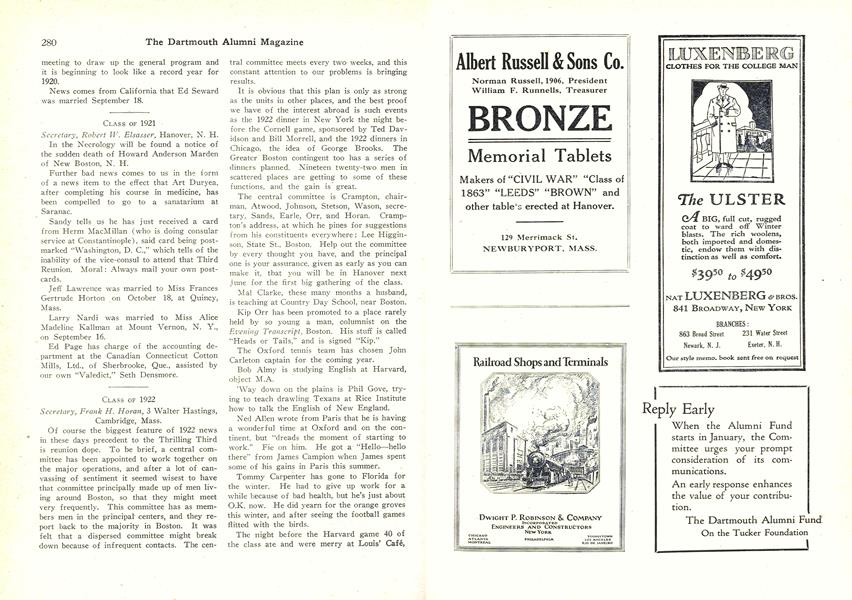 280
The Dartmouth Alumni Magazine
meeting to draw up the general program and
it is beginning to look like a record year for
1920.
News comes from California that Ed Seward
was married September 18.
CLASS OF 1921
Secretary, Robert W. Elsasser, Hanover, N. H.
In the Necrology will be found a notice of
the sudden death of Howard Anderson Marden
of New Boston, N. H.
Further bad news comes to us in the form
of a news item to the effect that Art Duryea,
after completing his course in medicine, has
been compelled to go to a sanatarium at
Saranac.
Sandy tells us he has just received a card
from Herm MacMillan (who is doing consular
service at Constantinople), said card being post-
marked "Washington, D. C.," which tells of the
inability of the vice-consul to attend that Third
Reunion. Moral: Always mail your own post-
cards.
Jeff Lawrence was married to Miss Frances
Gertrude Horton on October 18, at Quincy,
Mass.
Larry Nardi was married to Miss Alice
Madeline Kallman at Mount Vernon, N. Y.,
on September 16.
Ed Page has charge of the accounting de-
partment at the Canadian Connecticut Cotton
Mills, Ltd., of Sherbrooke, Que., assisted by
our own "Valedict," Seth Densmore.
CLASS OF 1922
Secretary, Frank H. Horan, 3 Walter Hastings,
Cambridge, Mass.
Of course the biggest feature of 1922 news
in these days precedent to the Thrilling Third
is reunion dope. To be brief, a central com-
mittee has been appointed to work together on
the major operations, and after a lot of can-
vassing of sentiment it seemed wisest to have
that committee principally made up of men liv-
ing around Boston, so that they might meet
very frequently. This committee has as mem-
bers men in the principal centers, and they re-
port back to the majority in Boston. It was
felt that a dispersed committee might break
down because of infrequent contacts. The cen-
tral committee meets every two weeks, and this
constant attention to our problems is bringing
results.
It is obvious that this plan is only as strong
as the units in other places, and the best proof
we have of the interest abroad is such events
as the 1922 dinner in New York the night be-
fore the Cornell game, sponsored by Ted Dav-
idson and Bill Morrell, and the 1922 dinners in
Chicago, the idea of George Brooks. The
Greater Boston contingent too has a series of
dinners planned. Nineteen twenty-two men in
scattered places are getting to some of these
functions, and the gain is great.
The central committee is Crampton, chair-
man, Atwood, Johnson, Stetson, Wason, secre-
tary, Sands, Earle, Orr, and Horan. Cramp-
ton's address, at which he pines for suggestions
from his constituents everywhere: Lee Higgin-
son, State St., Boston. Help out the committee
by every thought you have, and the principal
one is your assurance, given as early as you can
make it, that you will be in Hanover next
June for the first big gathering of the class.
Mal Clarke, these many months a husband,
is teaching at Country Day School, near Boston.
Kip Orr has been promoted to a place rarely
held by so young a man, columnist on the
Evening Transcript, Boston. His stuff is called
"Heads or Tails," and is signed "Kip."
The Oxford tennis team has chosen John
Carleton captain for the coming year.
Bob Almy is studying English at Harvard,
object M.A.
'Way down on the plains is Phil Gove, try-
ing to teach drawling Texans at Rice Institute
how to talk the English of New England.
Ned Allen wrote from Paris that he is having
a wonderful time at Oxford and on the con-
tinent, but "dreads the moment of starting to
work." Fie on him. He got a "Hello—hello
there" from James Campion when James spent
some of his gains in Paris this summer.
Tommy Carpenter has gone to Florida for
the winter. He had to give up work for a
while because of bad health, but he's just about
O.K. now. He did yearn for the orange groves
this winter, and after seeing the football games
flitted with the birds.
The night before the Harvard game 40 of
the class ate and were merry at Louis' Café,
Albert Russell & Sons Co.
Norman Russell, 1906, President
William F. Runnells, Treasurer
BRONZE
Memorial Tablets
Makers of "CIVIL WAR" "Class of
1863" "LEEDS" "BROWN" and
other tablets erected at Hanover.
129 Merrimack St.
NEWBURYPORT, MASS.
Railroad Shops and Terminals
DWIGHT P. ROBINSON & COMPANY
INCORPORATED
ENGINEERS AND CONSTRUCTORS
NEW YORK
CHICAGO
ATLANTA
MONTREAL
PHILADELPHIA
YOUNGSTOWN
LOS ANGELES
RIO DE JANEIRO
LUXENBERG
CLOTHES FOR THE COLLEGE MAN
The ULSTER
A BIG, full cut, rugged
coat to ward off Winter
blasts. The rich woolens,
both imported and domes-
tic, endow them with dis-
tinction as well as comfort.
$39.50 to $49.50
NAT LUXENBERG & BROS.
841 BROADWAY, NEW YORK
BRANCHES:
863 Broad Street
Newark, N. J.
231 Water Street
Exeter, N. H.
Our style memo. book sent free on request
Reply Early
When the Alumni Fund
starts in January, the Com-
mittee urges your prompt
consideration of its com-
munications.
An early response enhances
the value of your contribu-
tion.
The Dartmouth Alumni Fund
On the Tucker Foundation